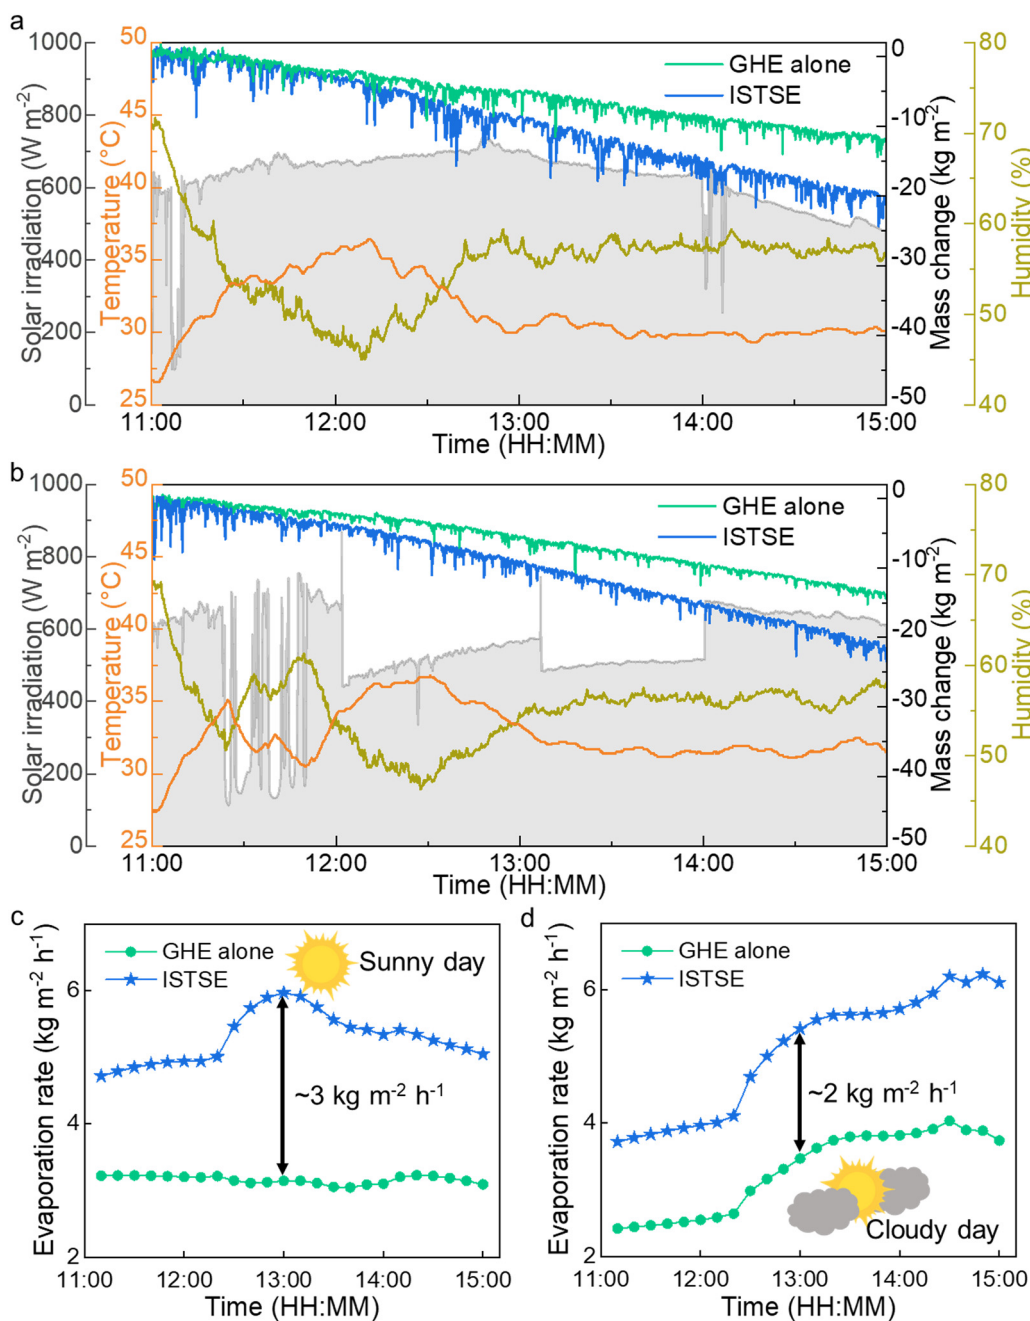 a
Solar irradiation (W m-2)
1000
800
600
400
200
0
Temperature (°C)
50
45
40
35
30
25
GHE alone
ISTSE
0
-10
-20
-30
-40
-50
Mass change (kg m-2)
80
70
60
50
40
Humidity (%)
11:00 12:00 13:00 14:00 15:00
Time (HH:MM)
b
Solar irradiation (W m-2)
1000
800
600
400
200
0
Temperature (°C)
50
45
40
35
30
25
GHE alone
ISTSE
0
-10
-20
-30
-40
-50
Mass change (kg m-2)
80
70
60
50
40
Humidity (%)
11:00 12:00 13:00 14:00 15:00
Time (HH:MM)
c
Evaporation rate (kg m-2 h-1)
6
4
2
GHE alone
ISTSE
Sunny day
~3 kg m-2 h-1
11:00 12:00 13:00 14:00 15:00
Time (HH:MM)
d
Evaporation rate (kg m-2 h-1)
6
4
2
GHE alone
ISTSE
~2 kg m-2 h-1
Cloudy day
11:00 12:00 13:00 14:00 15:00
Time (HH:MM)